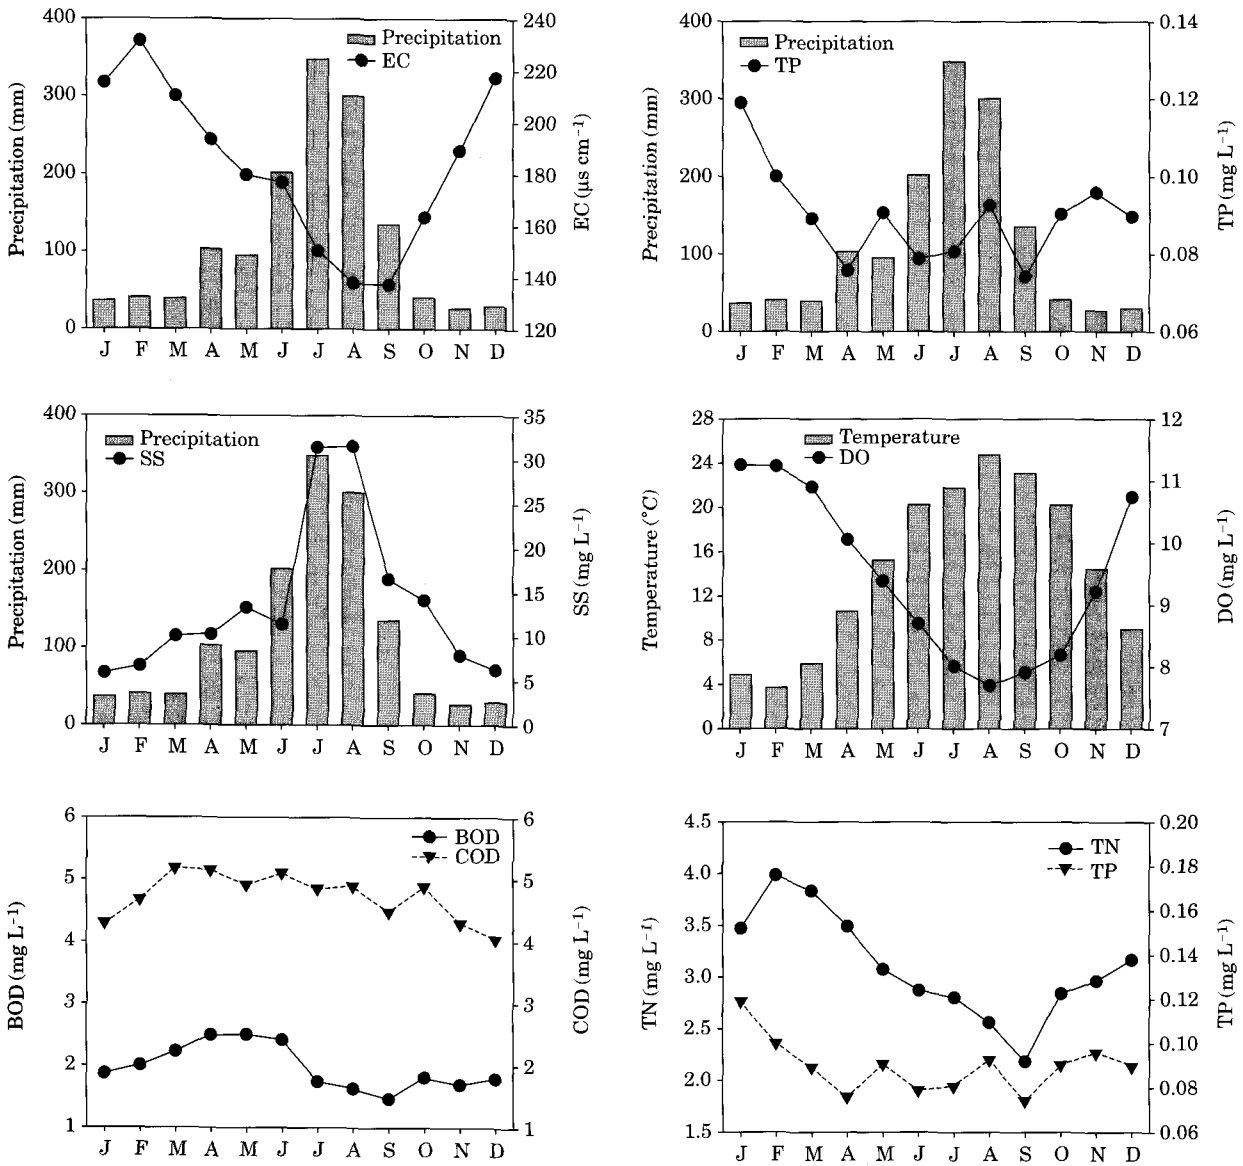 400
300
200
100
0
Precipitation (mm)
Precipitation
EC
240
220
200
180
160
140
120
EC (μs cm⁻¹)
J F M A M J J A S O N D
400
300
200
100
0
Precipitation (mm)
Precipitation
TP
0.14
0.12
0.10
0.08
0.06
TP (mg L⁻¹)
J F M A M J J A S O N D
400
300
200
100
0
Precipitation (mm)
Precipitation
SS
35
30
25
20
15
10
5
0
SS (mg L⁻¹)
J F M A M J J A S O N D
28
24
20
16
12
8
4
0
Temperature (°C)
Temperature
DO
12
11
10
9
8
7
DO (mg L⁻¹)
J F M A M J J A S O N D
6
5
4
3
2
1
BOD (mg L⁻¹)
BOD
COD
6
5
4
3
2
1
COD (mg L⁻¹)
J F M A M J J A S O N D
4.5
4.0
3.5
3.0
2.5
2.0
1.5
TN (mg L⁻¹)
TN
TP
0.20
0.18
0.16
0.14
0.12
0.10
0.08
0.06
TP (mg L⁻¹)
J F M A M J J A S O N D